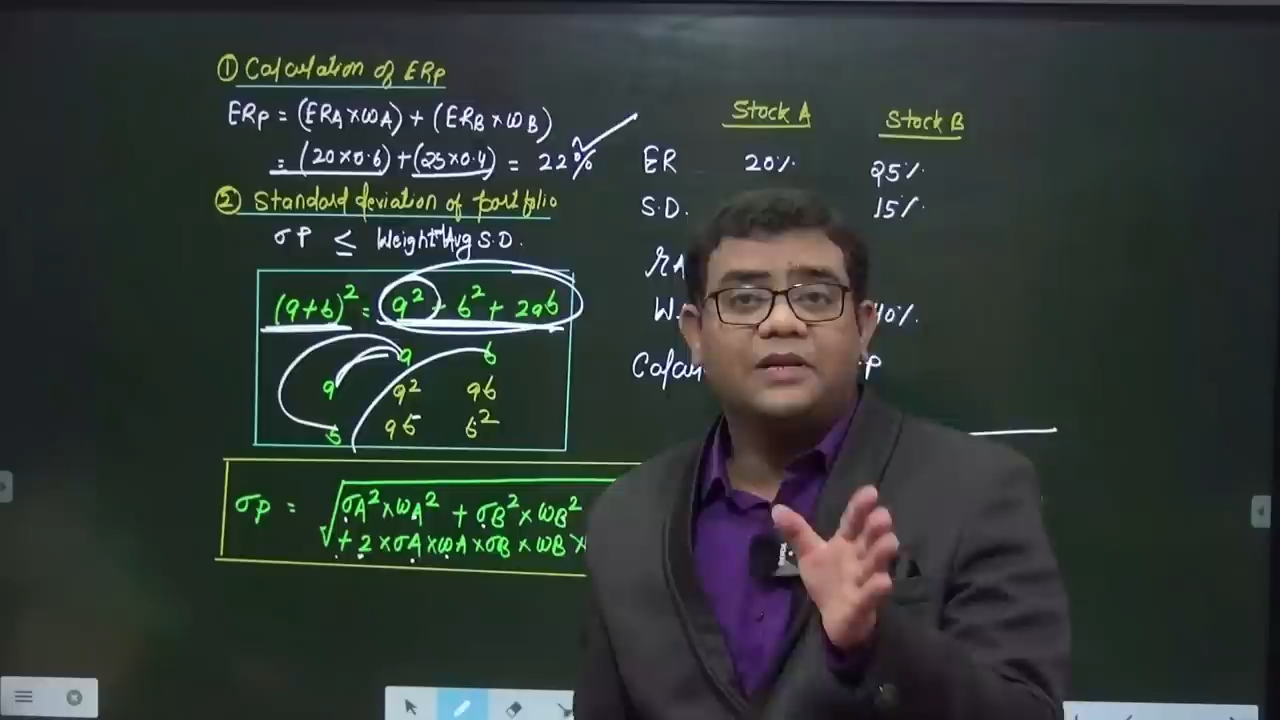 ① Calculation of ERp
ERp = (ERA × ωA) + (ERB × ωB)
= (20×0.6) + (25×0.4) = 22%
② Standard deviation of portfolio
σP ≤ Weight Avg S.D.
(a+b)² = a² + b² + 2ab
a b
a a² ab
b ab b²
σp = √σA² × ωA² + σB² × ωB²
+ 2 × σA × ωA × σB × ωB ×
Stock A Stock B
ER 20% 25%
S.D. 15%
40%